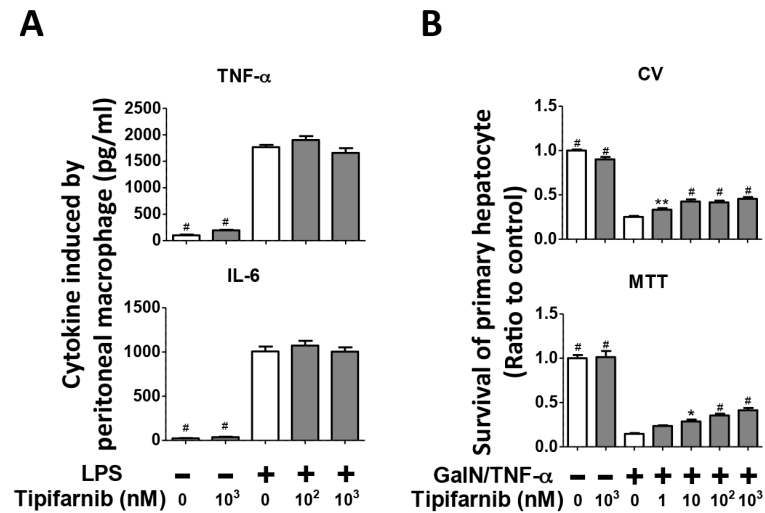 A
TNF-α
Cytokine induced by
peritoneal macrophage (pg/ml)
2500
2000
1500
1000
500
0
# #
IL-6
1500
1000
500
0
# #
LPS − − + + +
Tipifarnib (nM) 0 10³ 0 10² 10³
B
CV
Survival of primary hepatocyte
(Ratio to control)
1.5
1.0
0.5
0.0
# # ** # # #
MTT
1.5
1.0
0.5
0.0
# # * # #
GalN/TNF-α − − + + + + +
Tipifarnib (nM) 0 10³ 0 1 10 10² 10³